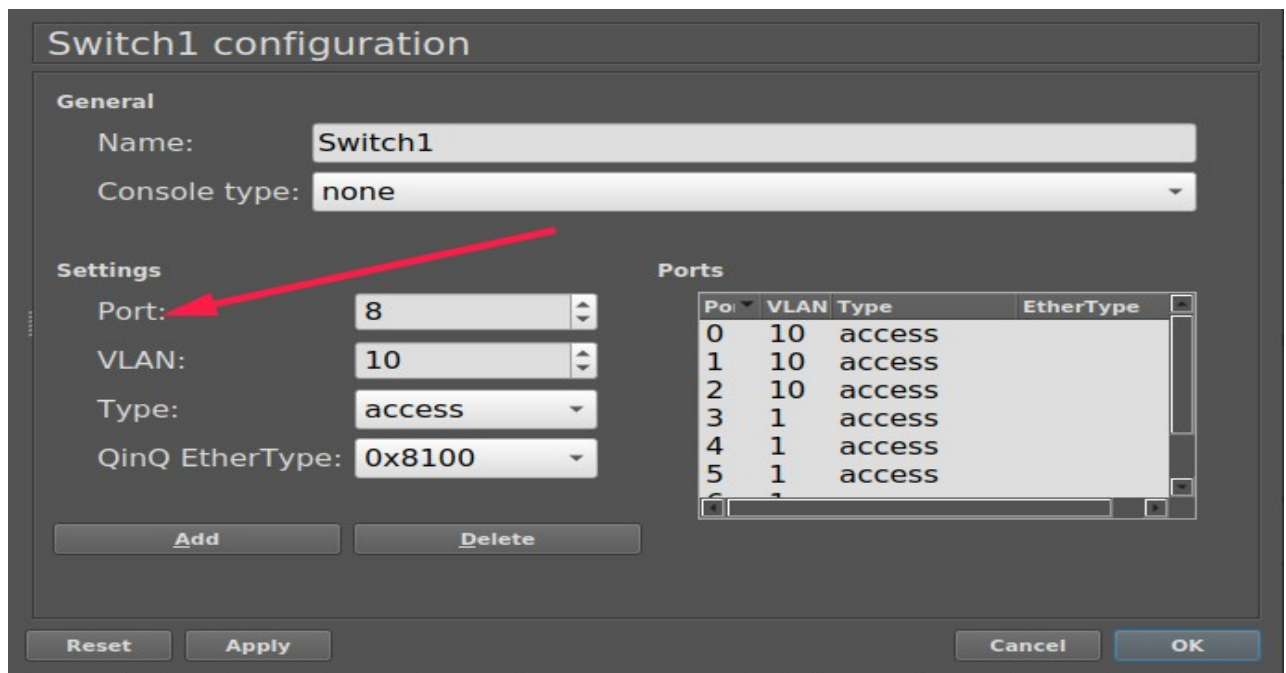 Switch1 configuration
General
Name: Switch1
Console type: none
Settings
Port: 8
VLAN: 10
Type: access
QinQ EtherType: 0x8100
Add Delete
Ports
VLAN Type EtherType
0 10 access
1 10 access
2 10 access
3 1 access
4 1 access
5 1 access
Reset Apply Cancel OK